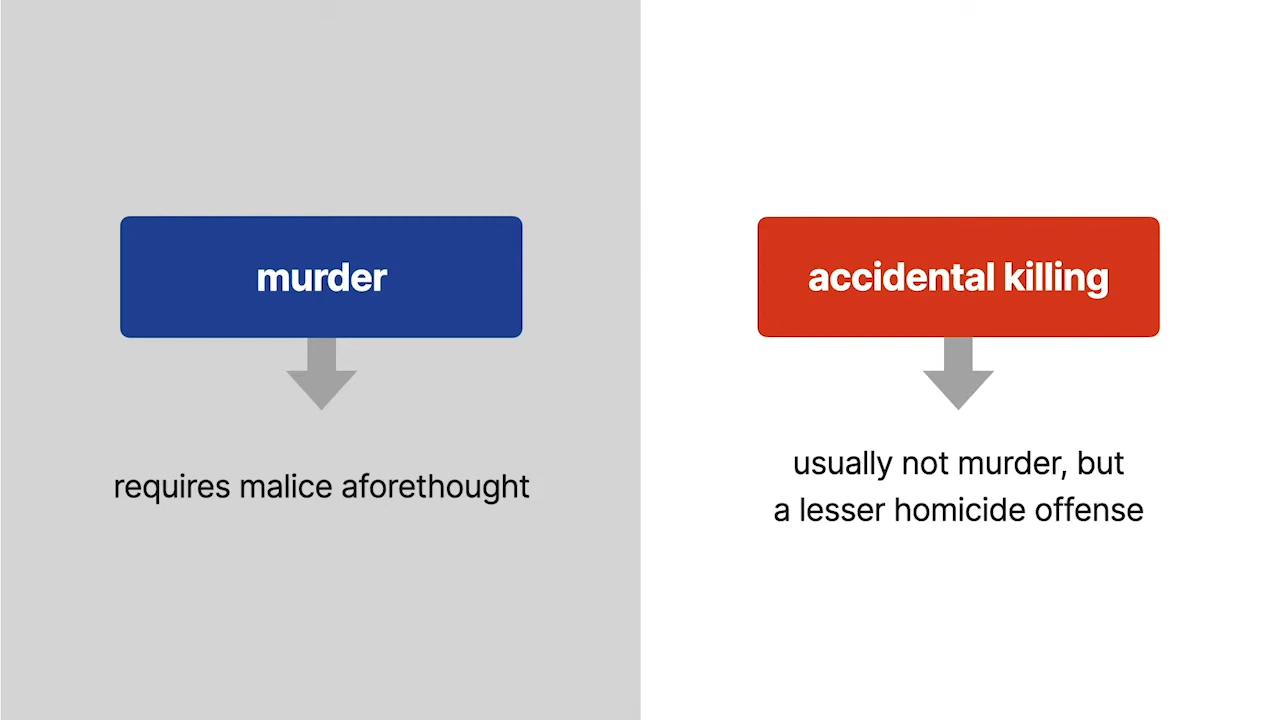 murder
requires malice aforethought
accidental killing
usually not murder, but
a lesser homicide offense